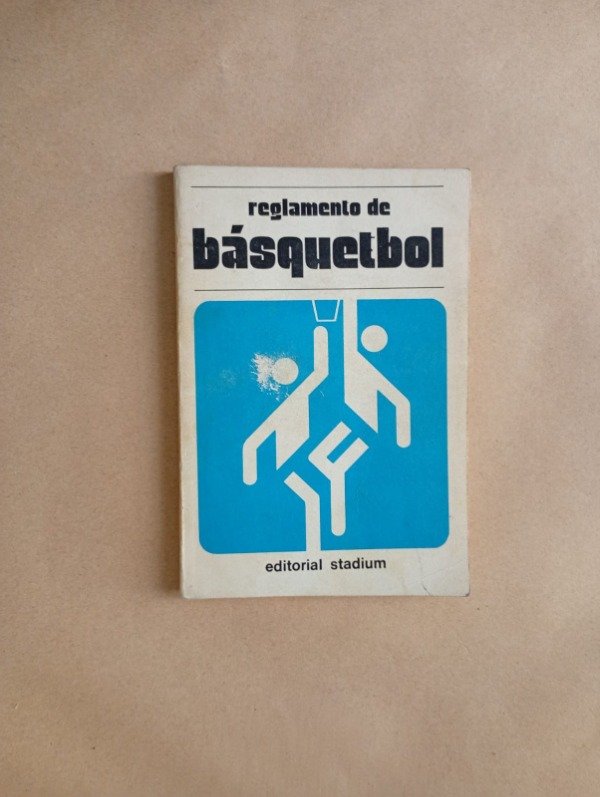 reglamento de
básquetbol
editorial stadium